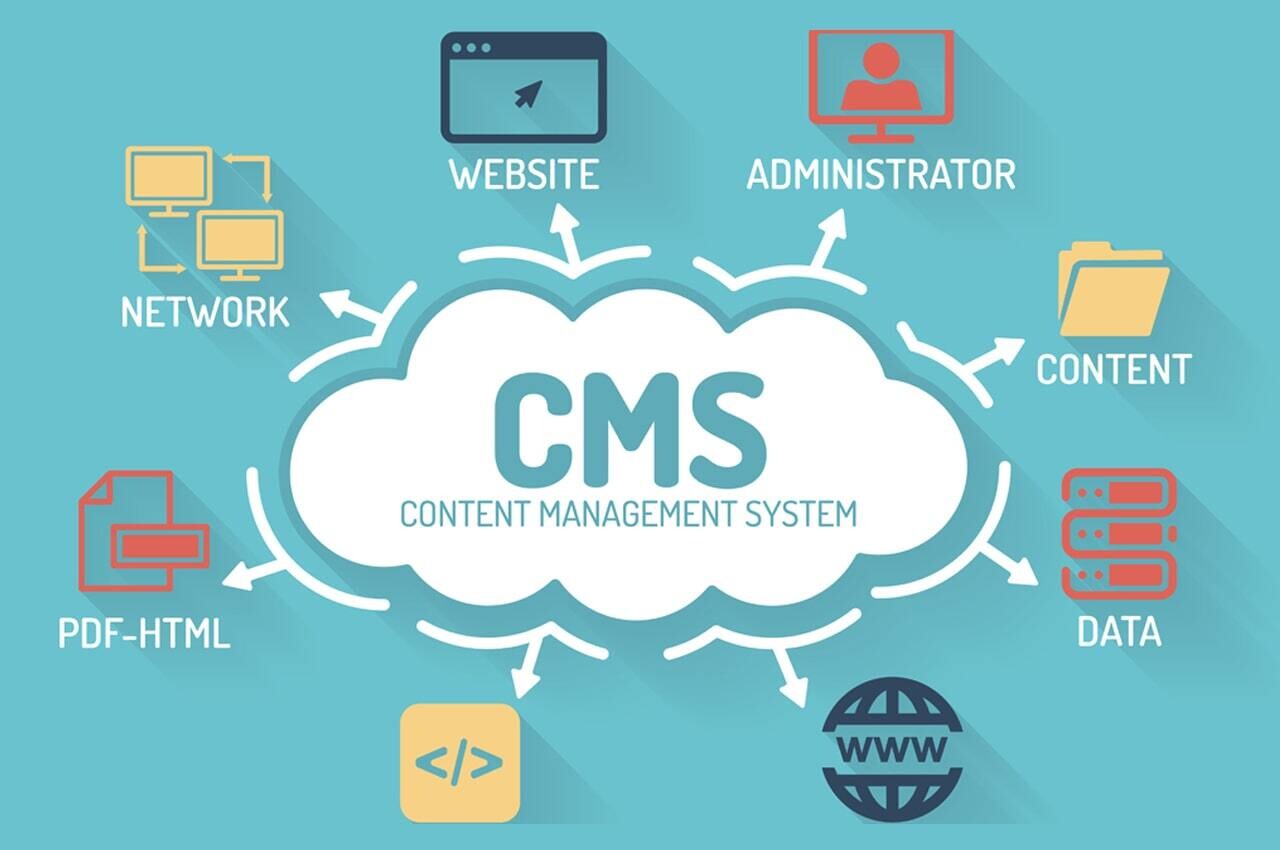 WEBSITE
ADMINISTRATOR
NETWORK
CONTENT
CMS
CONTENT MANAGEMENT SYSTEM
PDF-HTML
DATA
</>
WWW